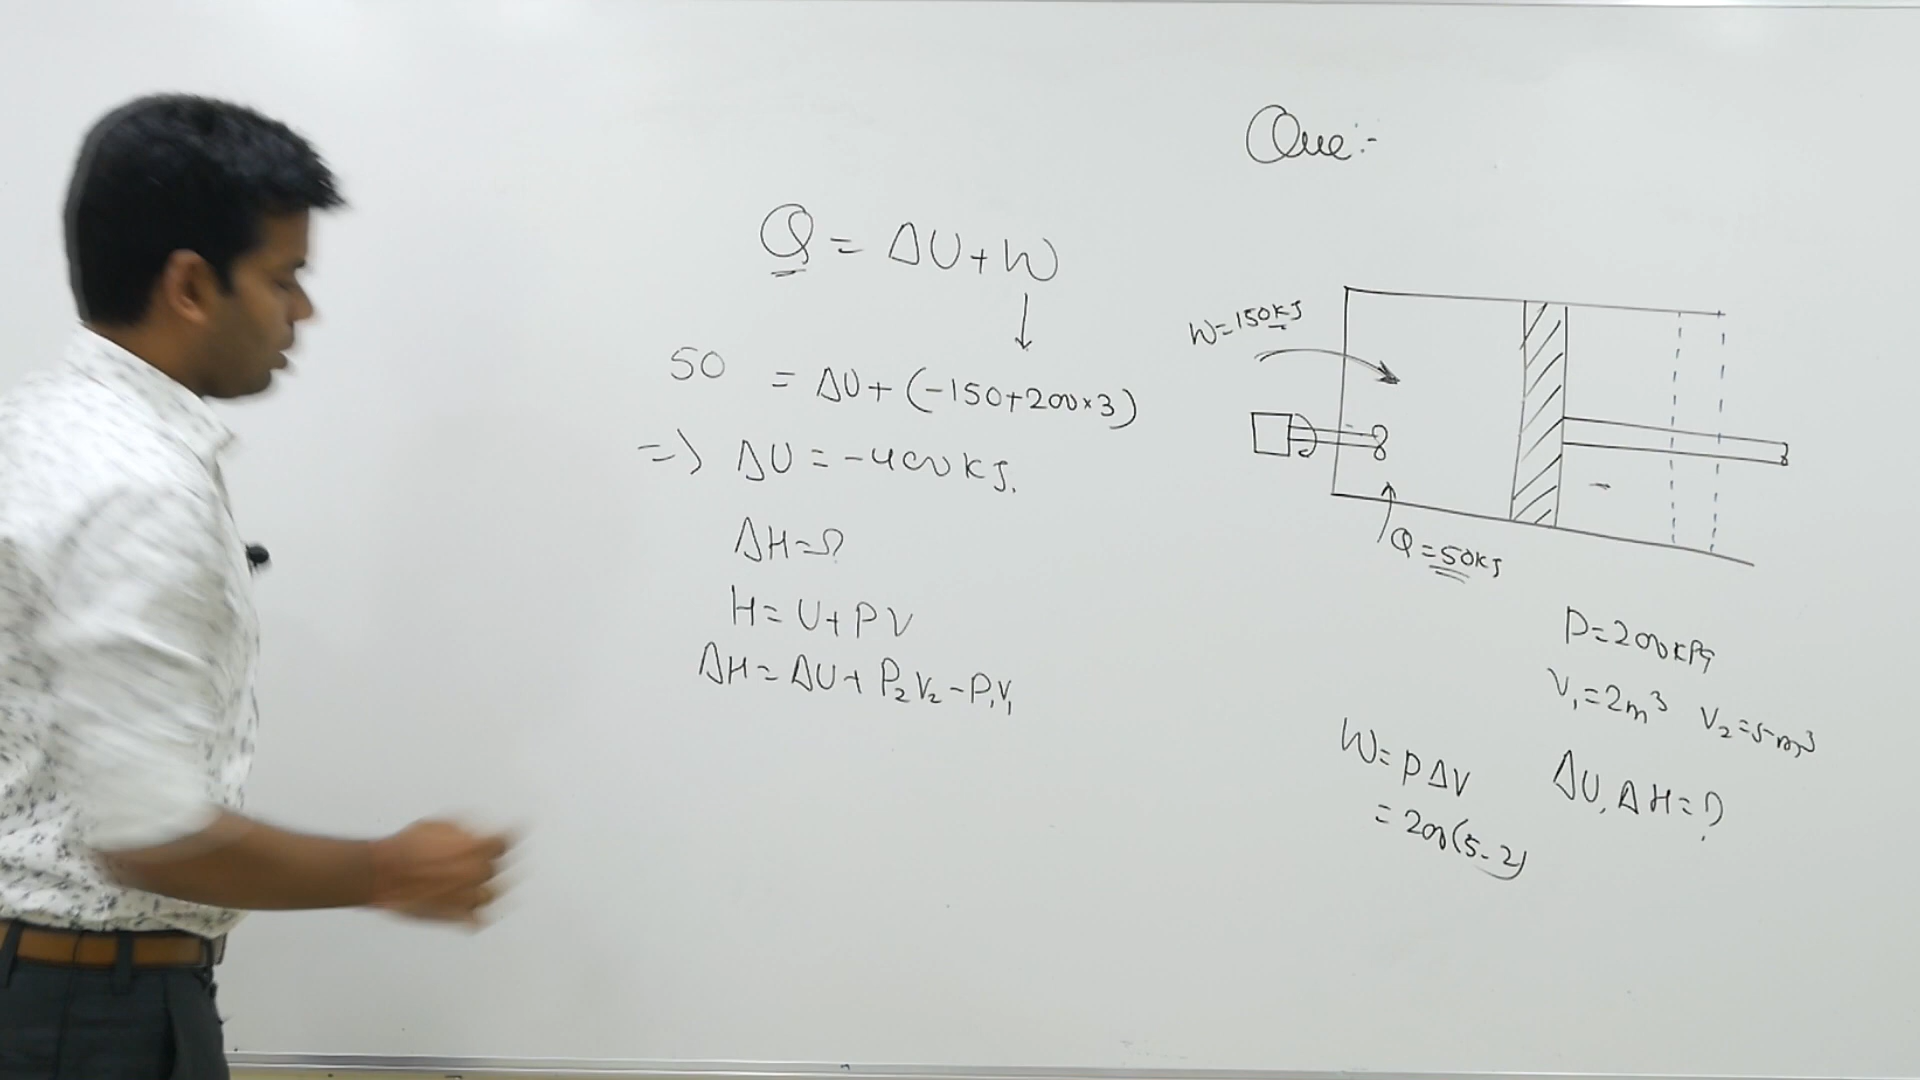 Que:-
Q = ΔU + W
50 = ΔU + (-150+200×3)
=> ΔU = -400 kJ.
ΔH = ?
H = U + PV
ΔH = ΔU + P₂V₂ - P₁V₁
W=150kJ
Q = 50kJ
P=200kPa
V₁=2m³ V₂=5m³
ΔU, ΔH = ?
W= PΔV
= 200(5-2)